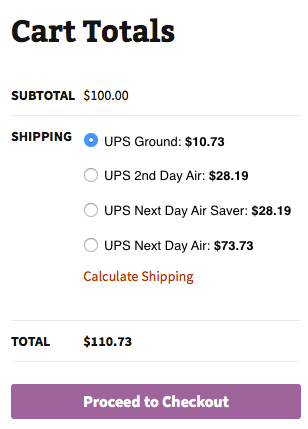 Cart Totals
SUBTOTAL $100.00
SHIPPING UPS Ground: $10.73
UPS 2nd Day Air: $28.19
UPS Next Day Air Saver: $28.19
UPS Next Day Air: $73.73
Calculate Shipping
TOTAL $110.73
Proceed to Checkout